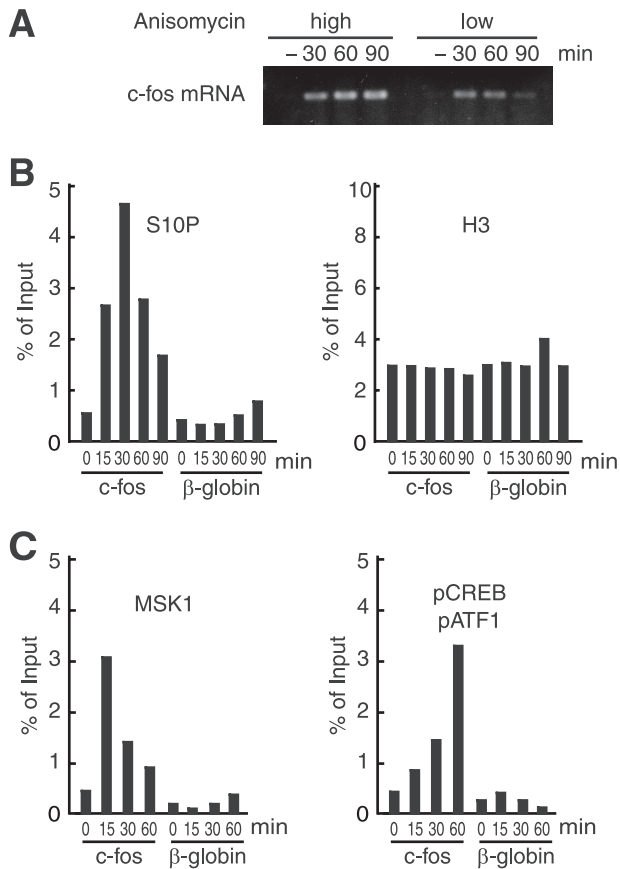 A
Anisomycin high low
– 30 60 90 – 30 60 90 min
c-fos mRNA
B
5
4
3
2
1
0
% of Input
S10P
0 15 30 60 90 0 15 30 60 90 min
c-fos β-globin
10
8
6
4
2
0
% of Input
H3
0 15 30 60 90 0 15 30 60 90 min
c-fos β-globin
C
5
4
3
2
1
0
% of Input
MSK1
0 15 30 60 0 15 30 60 min
c-fos β-globin
5
4
3
2
1
0
% of Input
pCREB
pATF1
0 15 30 60 0 15 30 60 min
c-fos β-globin